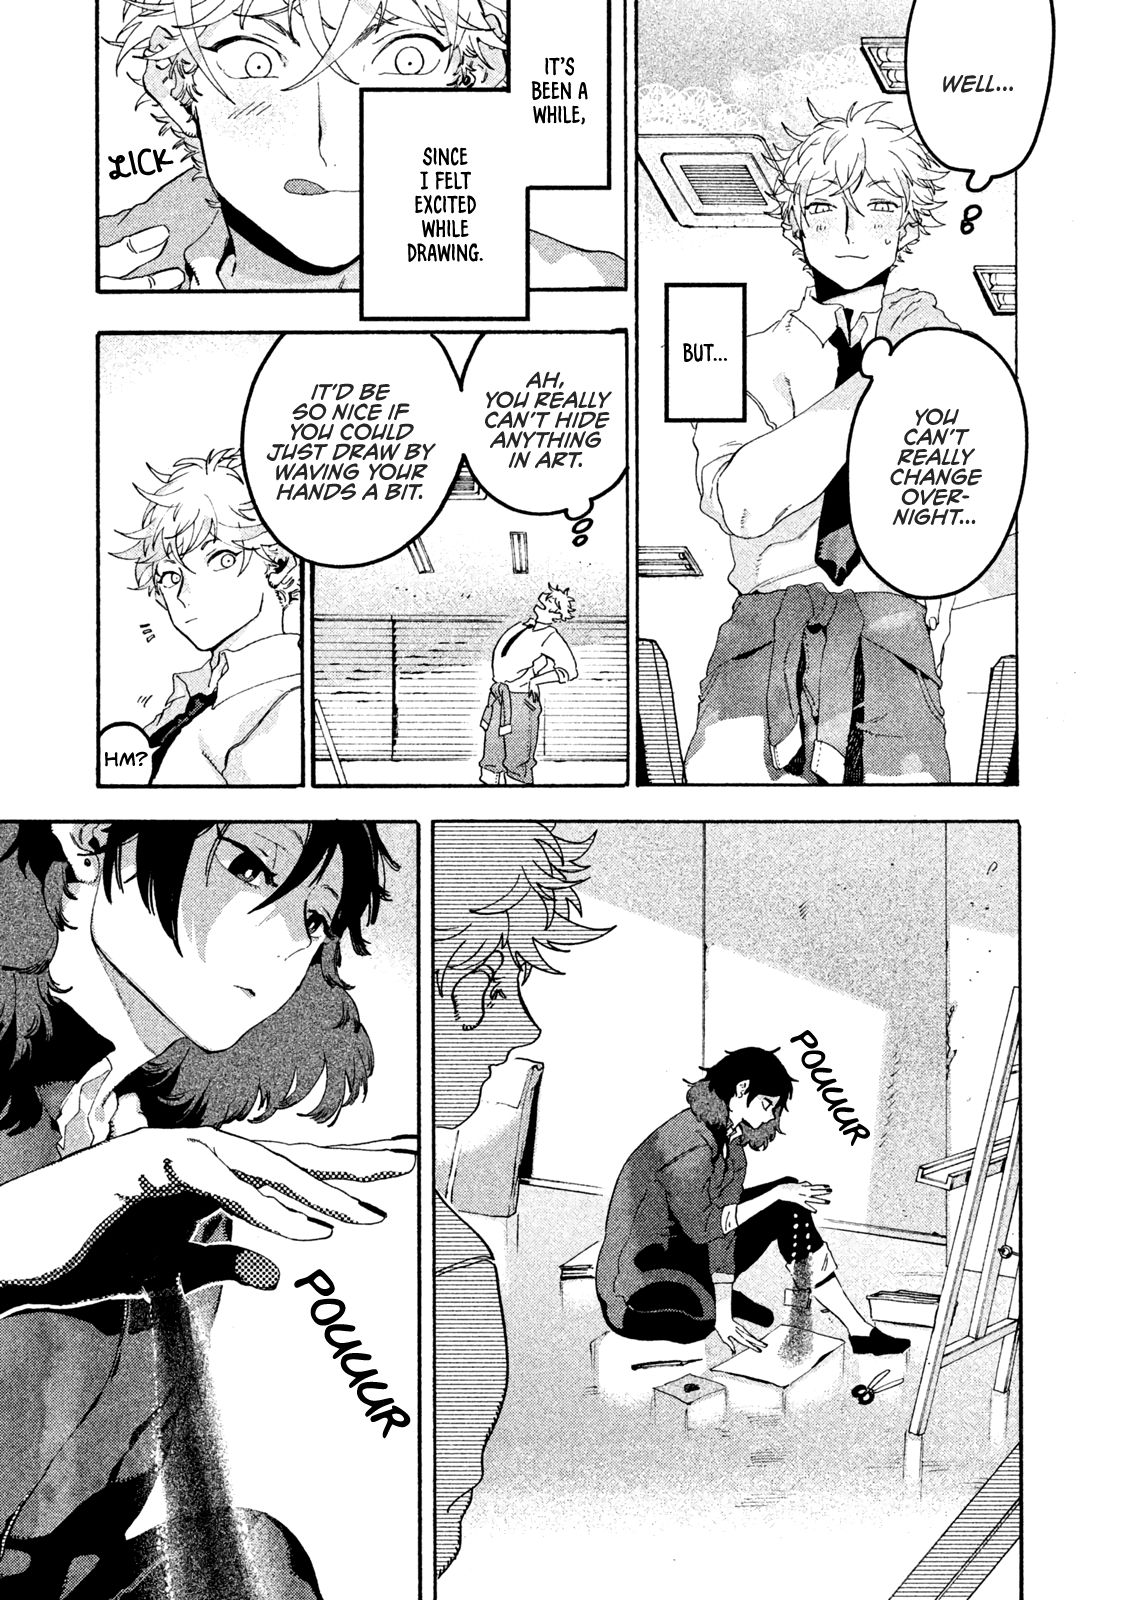 WELL...
BUT...
YOU
CAN'T
REALLY
CHANGE
OVER-
NIGHT...
IT'S
BEEN A
WHILE,
SINCE
I FELT
EXCITED
WHILE
DRAWING.
LICK
AH,
YOU REALLY
CAN'T HIDE
ANYTHING
IN ART.
IT'D BE
SO NICE IF
YOU COULD
JUST DRAW BY
WAVING YOUR
HANDS A BIT.
HM?
POUUUR
POUUUR